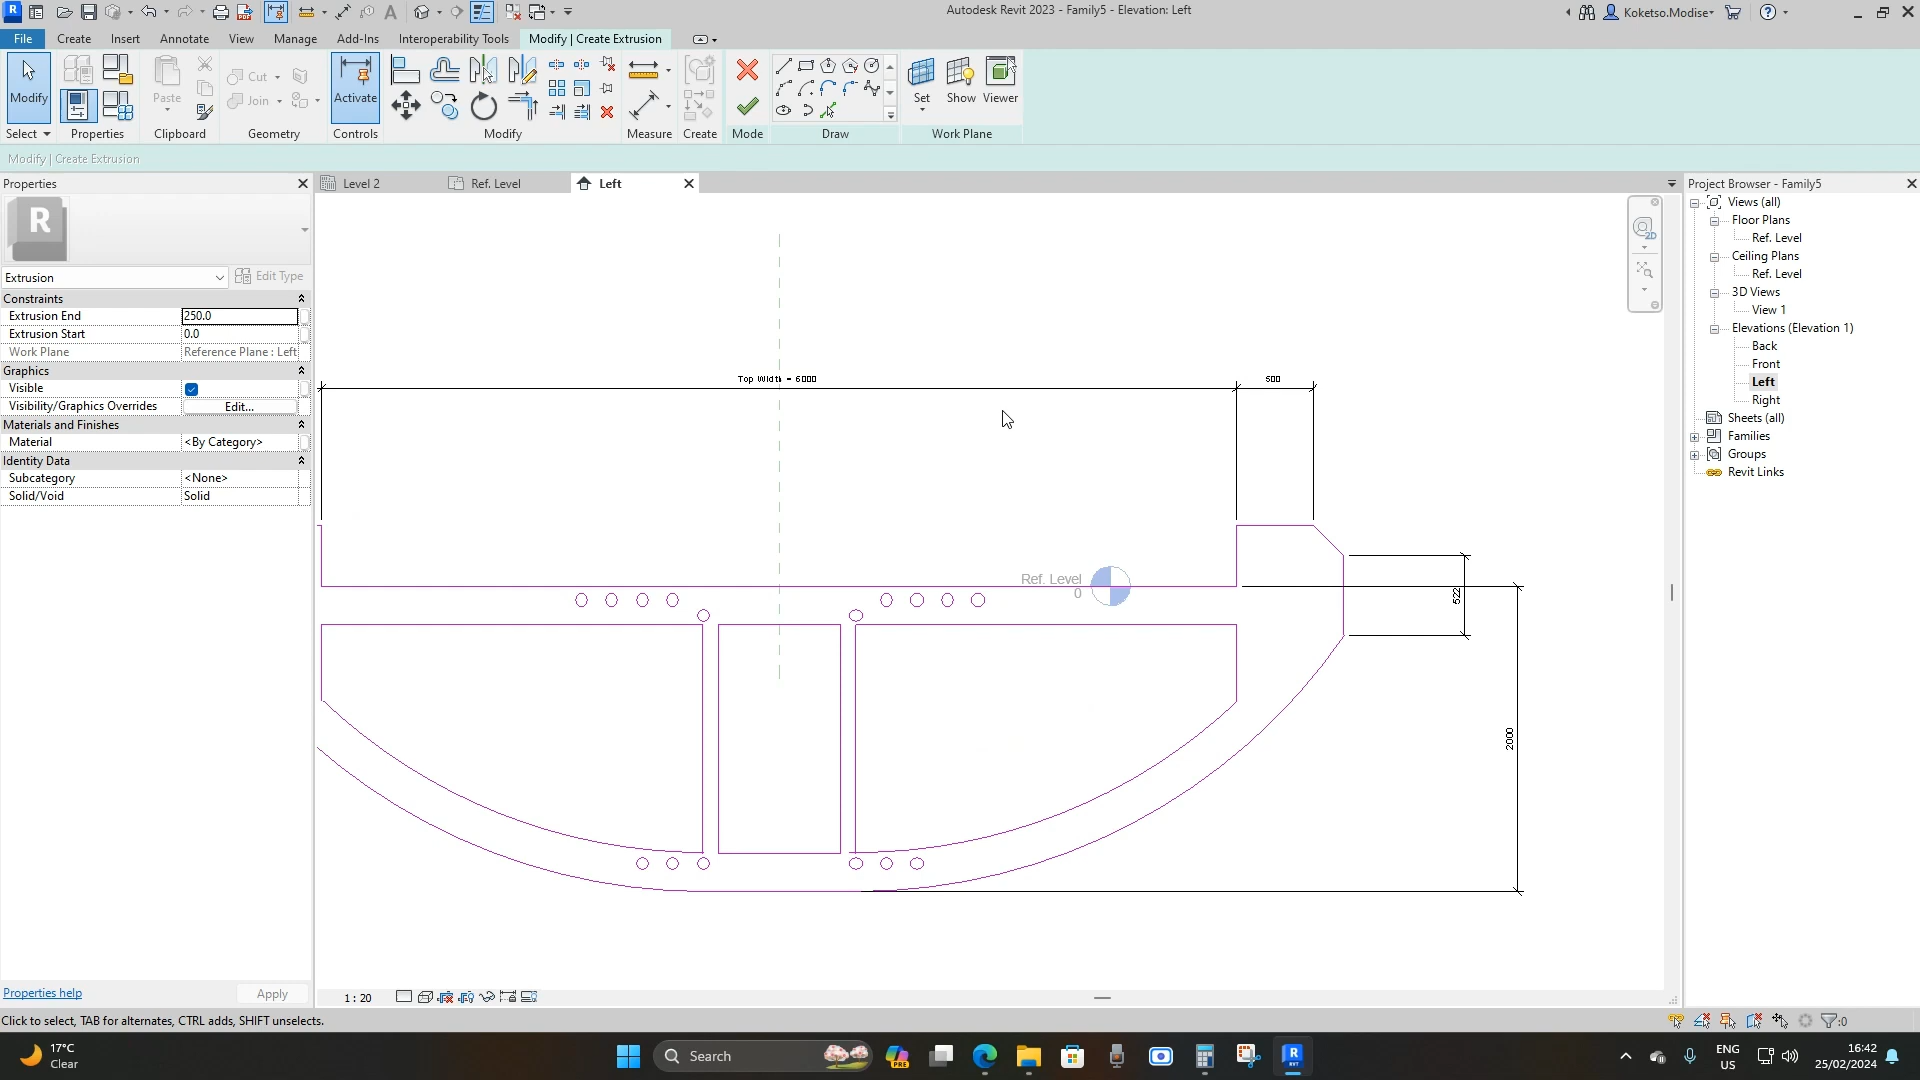 Autodesk Revit 2023 - Family5 - Elevation: Left
Koketso.Modise
File Create Insert Annotate View Manage Add-Ins Interoperability Tools Modify | Create Extrusion
Modify
Paste
Cut
Join
Activate
Set Show Viewer
Select Properties Clipboard Geometry Controls Modify Measure Create Mode Draw Work Plane
Modify | Create Extrusion
Properties
Level 2
Ref. Level
Left
Project Browser - Family5
R
Extrusion
Edit Type
Constraints
Extrusion End 250.0
Extrusion Start 0.0
Work Plane Reference Plane : Left
Graphics
Visible
Visibility/Graphics Overrides Edit...
Materials and Finishes
Material <By Category>
Identity Data
Subcategory <None>
Solid/Void Solid
Properties help
Apply
2D
Top Width = 6000
500
Ref. Level
0
522
2000
1 : 20
Views (all)
Floor Plans
Ref. Level
Ceiling Plans
Ref. Level
3D Views
View 1
Elevations (Elevation 1)
Back
Front
Left
Right
Sheets (all)
Families
Groups
Revit Links
Click to select, TAB for alternates, CTRL adds, SHIFT unselects.
:0
17°C
Clear
Search
PRE
R
RVT
ENG
US
16:42
25/02/2024